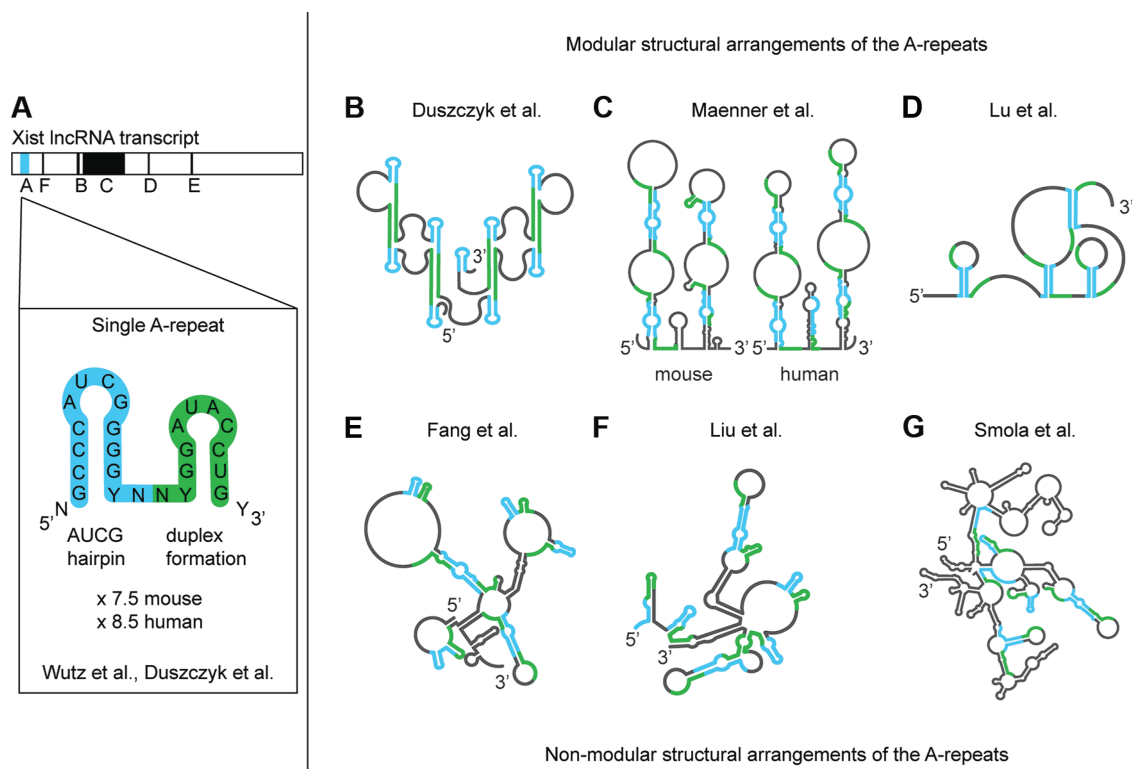 Modular structural arrangements of the A-repeats
A
Xist lncRNA transcript
A F B C D E
Single A-repeat
U C
A G
C G
C G
C G
G Y N N Y
5' N
U A
A C
G C
G U
G
Y 3'
AUCG
hairpin
duplex
formation
x 7.5 mouse
x 8.5 human
Wutz et al., Duszczyk et al.
B Duszczyk et al.
3'
5'
C Maenner et al.
5' 3' 5' 3'
mouse human
D Lu et al.
3'
5'
E Fang et al.
5'
3'
F Liu et al.
5'
3'
G Smola et al.
5'
3'
Non-modular structural arrangements of the A-repeats